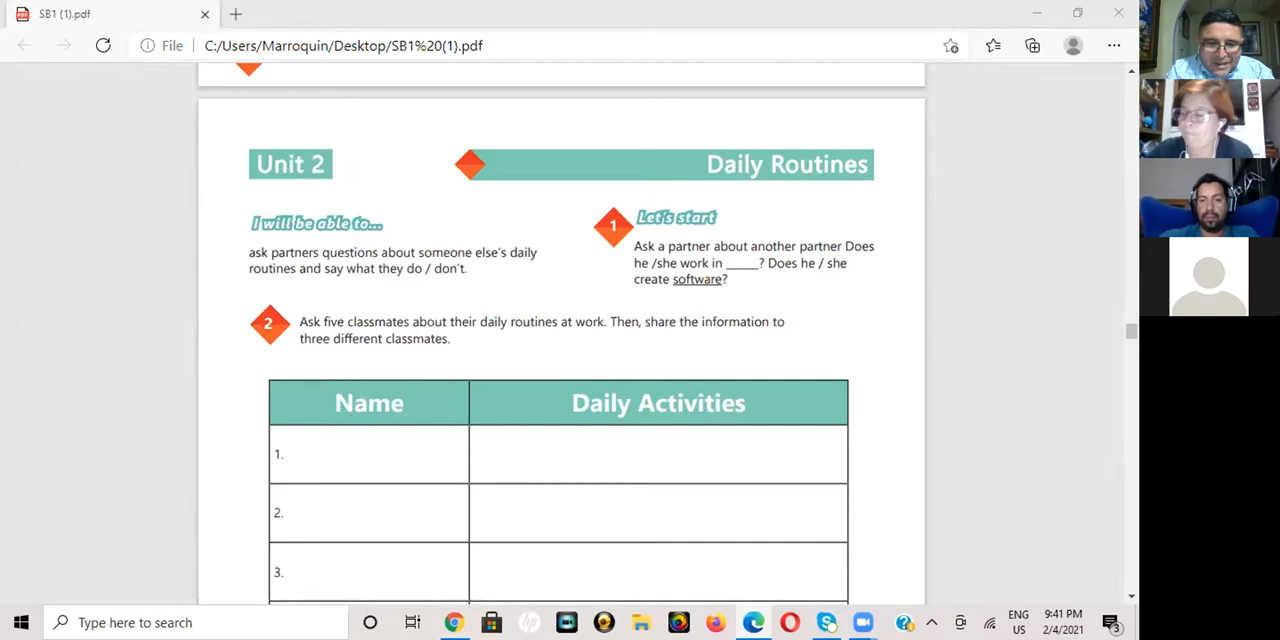 SB1 (1).pdf
File
C:/Users/Marroquin/Desktop/SB1%20(1).pdf
Unit 2
Daily Routines
I will be able to...
ask partners questions about someone else's daily
routines and say what they do / don't.
1
Let's start
Ask a partner about another partner Does
he /she work in _____? Does he / she
create software?
2
Ask five classmates about their daily routines at work. Then, share the information to
three different classmates.
Name
Daily Activities
1.
2.
3.
Type here to search
ENG
US
9:41 PM
2/4/2021
3